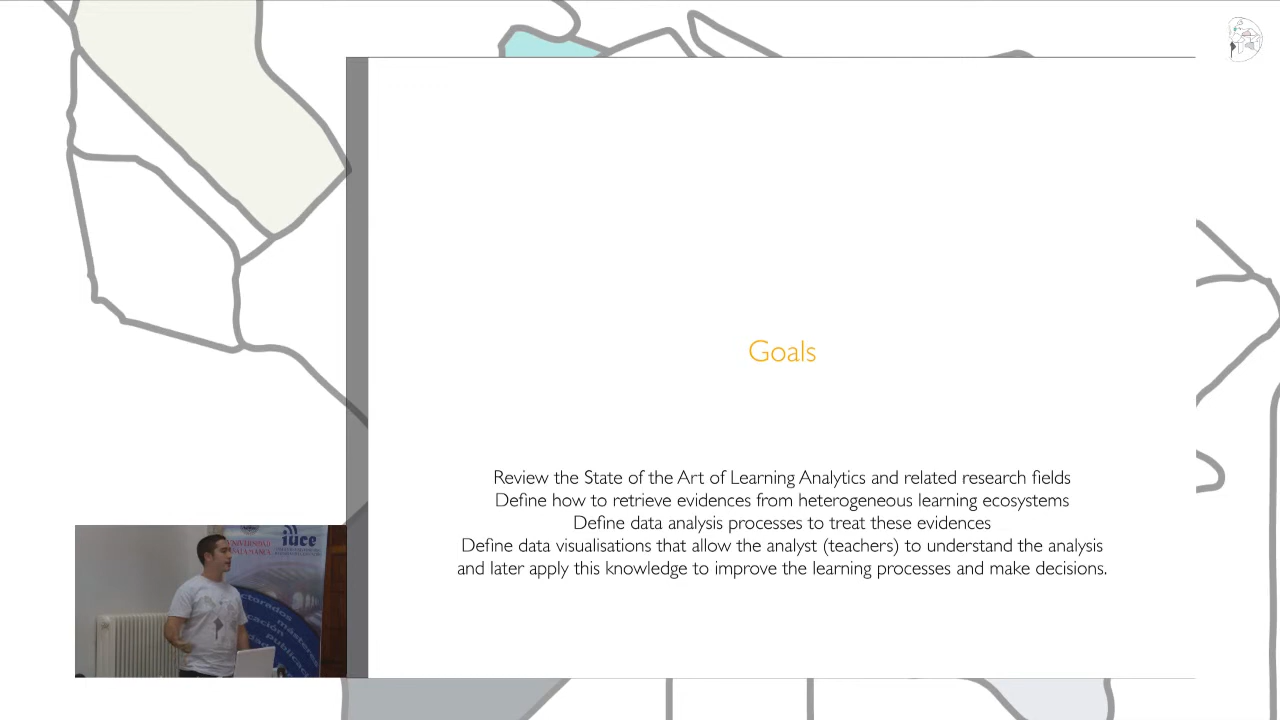 Goals
Review the State of the Art of Learning Analytics and related research fields
Define how to retrieve evidences from heterogeneous learning ecosystems
Define data analysis processes to treat these evidences
Define data visualisations that allow the analyst (teachers) to understand the analysis
and later apply this knowledge to improve the learning processes and make decisions.
iuce